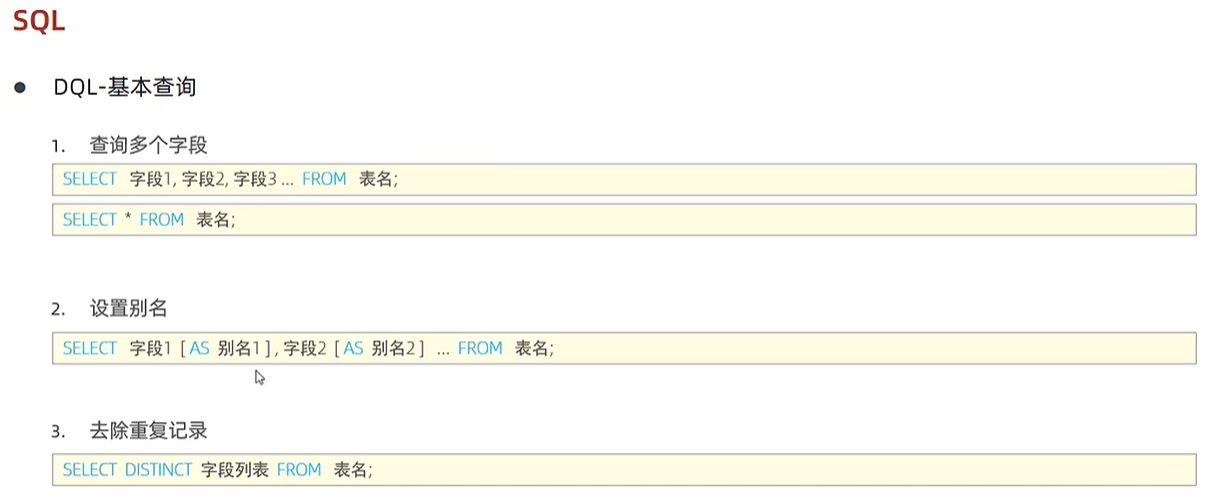 SQL
● DQL-基本查询
1. 查询多个字段
SELECT 字段1, 字段2, 字段3 ... FROM 表名;
SELECT * FROM 表名;
2. 设置别名
SELECT 字段1 [ AS 别名1 ] , 字段2 [ AS 别名2 ] ... FROM 表名;
3. 去除重复记录
SELECT DISTINCT 字段列表 FROM 表名;